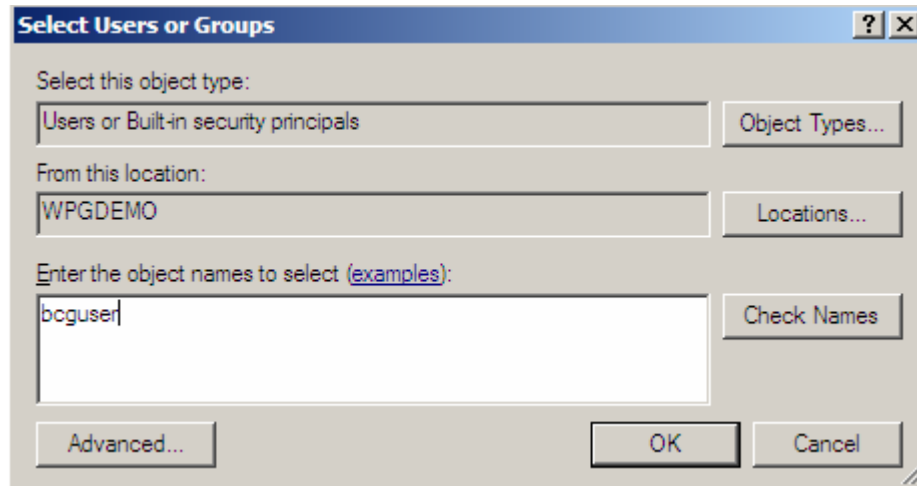 Select Users or Groups
Select this object type:
Users or Built-in security principals
Object Types...
From this location:
WPGDEMO
Locations...
Enter the object names to select (examples):
bcguser
Check Names
Advanced...
OK
Cancel